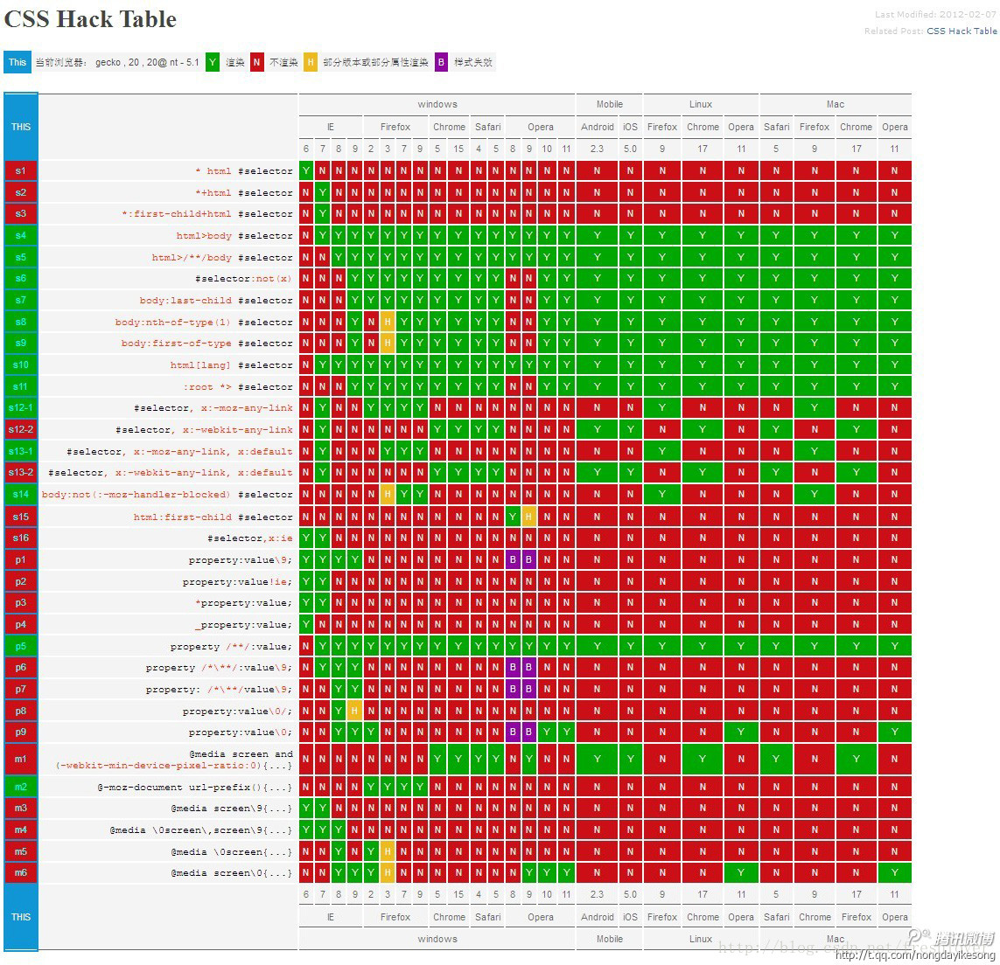 CSS Hack Table
Last Modified: 2012-02-07
Related Post: CSS Hack Table
This 当前浏览器： gecko , 20 , 20@ nt - 5.1 Y 渲染 N 不渲染 H 部分版本或部分属性渲染 B 样式失效
THIS
windows Mobile Linux Mac
IE Firefox Chrome Safari Opera Android iOS Firefox Chrome Opera Safari Firefox Chrome Opera
6 7 8 9 2 3 7 9 5 15 4 5 8 9 10 11 2.3 5.0 9 17 11 5 9 17 11
s1 * html #selector Y N N N N N N N N N N N N N N N N N N N N N N N N
s2 *+html #selector N Y N N N N N N N N N N N N N N N N N N N N N N N
s3 *:first-child+html #selector N Y N N N N N N N N N N N N N N N N N N N N N N N
s4 html>body #selector N Y Y Y Y Y Y Y Y Y Y Y Y Y Y Y Y Y Y Y Y Y Y Y Y
s5 html>/**/body #selector N N Y Y Y Y Y Y Y Y Y Y Y Y Y Y Y Y Y Y Y Y Y Y Y
s6 #selector:not(x) N N N Y Y Y Y Y Y Y Y Y N N Y Y Y Y Y Y Y Y Y Y Y
s7 body:last-child #selector N N N Y Y Y Y Y Y Y Y Y N N Y Y Y Y Y Y Y Y Y Y Y
s8 body:nth-of-type(1) #selector N N N Y N H Y Y Y Y Y Y N N Y Y Y Y Y Y Y Y Y Y Y
s9 body:first-of-type #selector N N N Y N H Y Y Y Y Y Y N N Y Y Y Y Y Y Y Y Y Y Y
s10 html[lang] #selector N Y Y Y Y Y Y Y Y Y Y Y Y Y Y Y Y Y Y Y Y Y Y Y Y
s11 :root *> #selector N N N Y Y Y Y Y Y Y Y Y N N Y Y Y Y Y Y Y Y Y Y Y
s12-1 #selector, x:-moz-any-link N Y N N Y Y Y Y N N N N N N N N N N Y N N N Y N N
s12-2 #selector, x:-webkit-any-link N Y N N N N N N Y Y Y Y N N N N Y Y N Y N Y N Y N
s13-1 #selector, x:-moz-any-link, x:default N Y N N N Y Y Y N N N N N N N N N N Y N N N Y N N
s13-2 #selector, x:-webkit-any-link, x:default N Y N N N N N N Y Y Y Y N N N N Y Y N Y N Y N Y N
s14 body:not(:-moz-handler-blocked) #selector N N N N N H Y Y N N N N N N N N N N Y N N N Y N N
s15 html:first-child #selector N N N N N N N N N N N N Y H N N N N N N N N N N N
s16 #selector,x:ie Y Y N N N N N N N N N N N N N N N N N N N N N N N
p1 property:value\9; Y Y Y Y N N N N N N N N B B N N N N N N N N N N N
p2 property:value!ie; Y Y N N N N N N N N N N N N N N N N N N N N N N N
p3 *property:value; Y Y N N N N N N N N N N N N N N N N N N N N N N N
p4 _property:value; Y N N N N N N N N N N N N N N N N N N N N N N N N
p5 property /**/:value; N Y Y Y Y Y Y Y Y Y Y Y Y Y Y Y Y Y Y Y Y Y Y Y Y
p6 property /*\**/:value\9; N Y Y Y N N N N N N N N B B N N N N N N N N N N N
p7 property: /*\**/value\9; N N Y Y N N N N N N N N B B N N N N N N N N N N N
p8 property:value\0/; N N Y H N N N N N N N N N N N N N N N N N N N N N
p9 property:value\0; N N Y Y Y N N N N N N N B B Y Y N N N N Y N N N Y
m1 @media screen and
(-webkit-min-device-pixel-ratio:0){...} N N N N N N N N Y Y Y Y N Y N N Y Y N Y N Y N Y N
m2 @-moz-document url-prefix(){...} N N N N Y Y Y Y N N N N N N N N N N N N N N N N N
m3 @media screen\9{...} Y Y N N N N N N N N N N N N N N N N N N N N N N N
m4 @media \0screen\,screen\9{...} Y Y Y N N N N N N N N N N N N N N N N N N N N N N
m5 @media \0screen{...} N N Y N Y H N N N N N N N N N N N N N N N N N N N
m6 @media screen\0{...} N N Y Y Y H N N N N N N N Y Y Y N N N N Y N N N Y
THIS
6 7 8 9 2 3 7 9 5 15 4 5 8 9 10 11 2.3 5.0 9 17 11 5 9 17 11
IE Firefox Chrome Safari Opera Android iOS Firefox Chrome Opera Safari Chrome Firefox Opera
windows Mobile Linux Mac
腾讯微博
http://t.qq.com/nongdayikesong